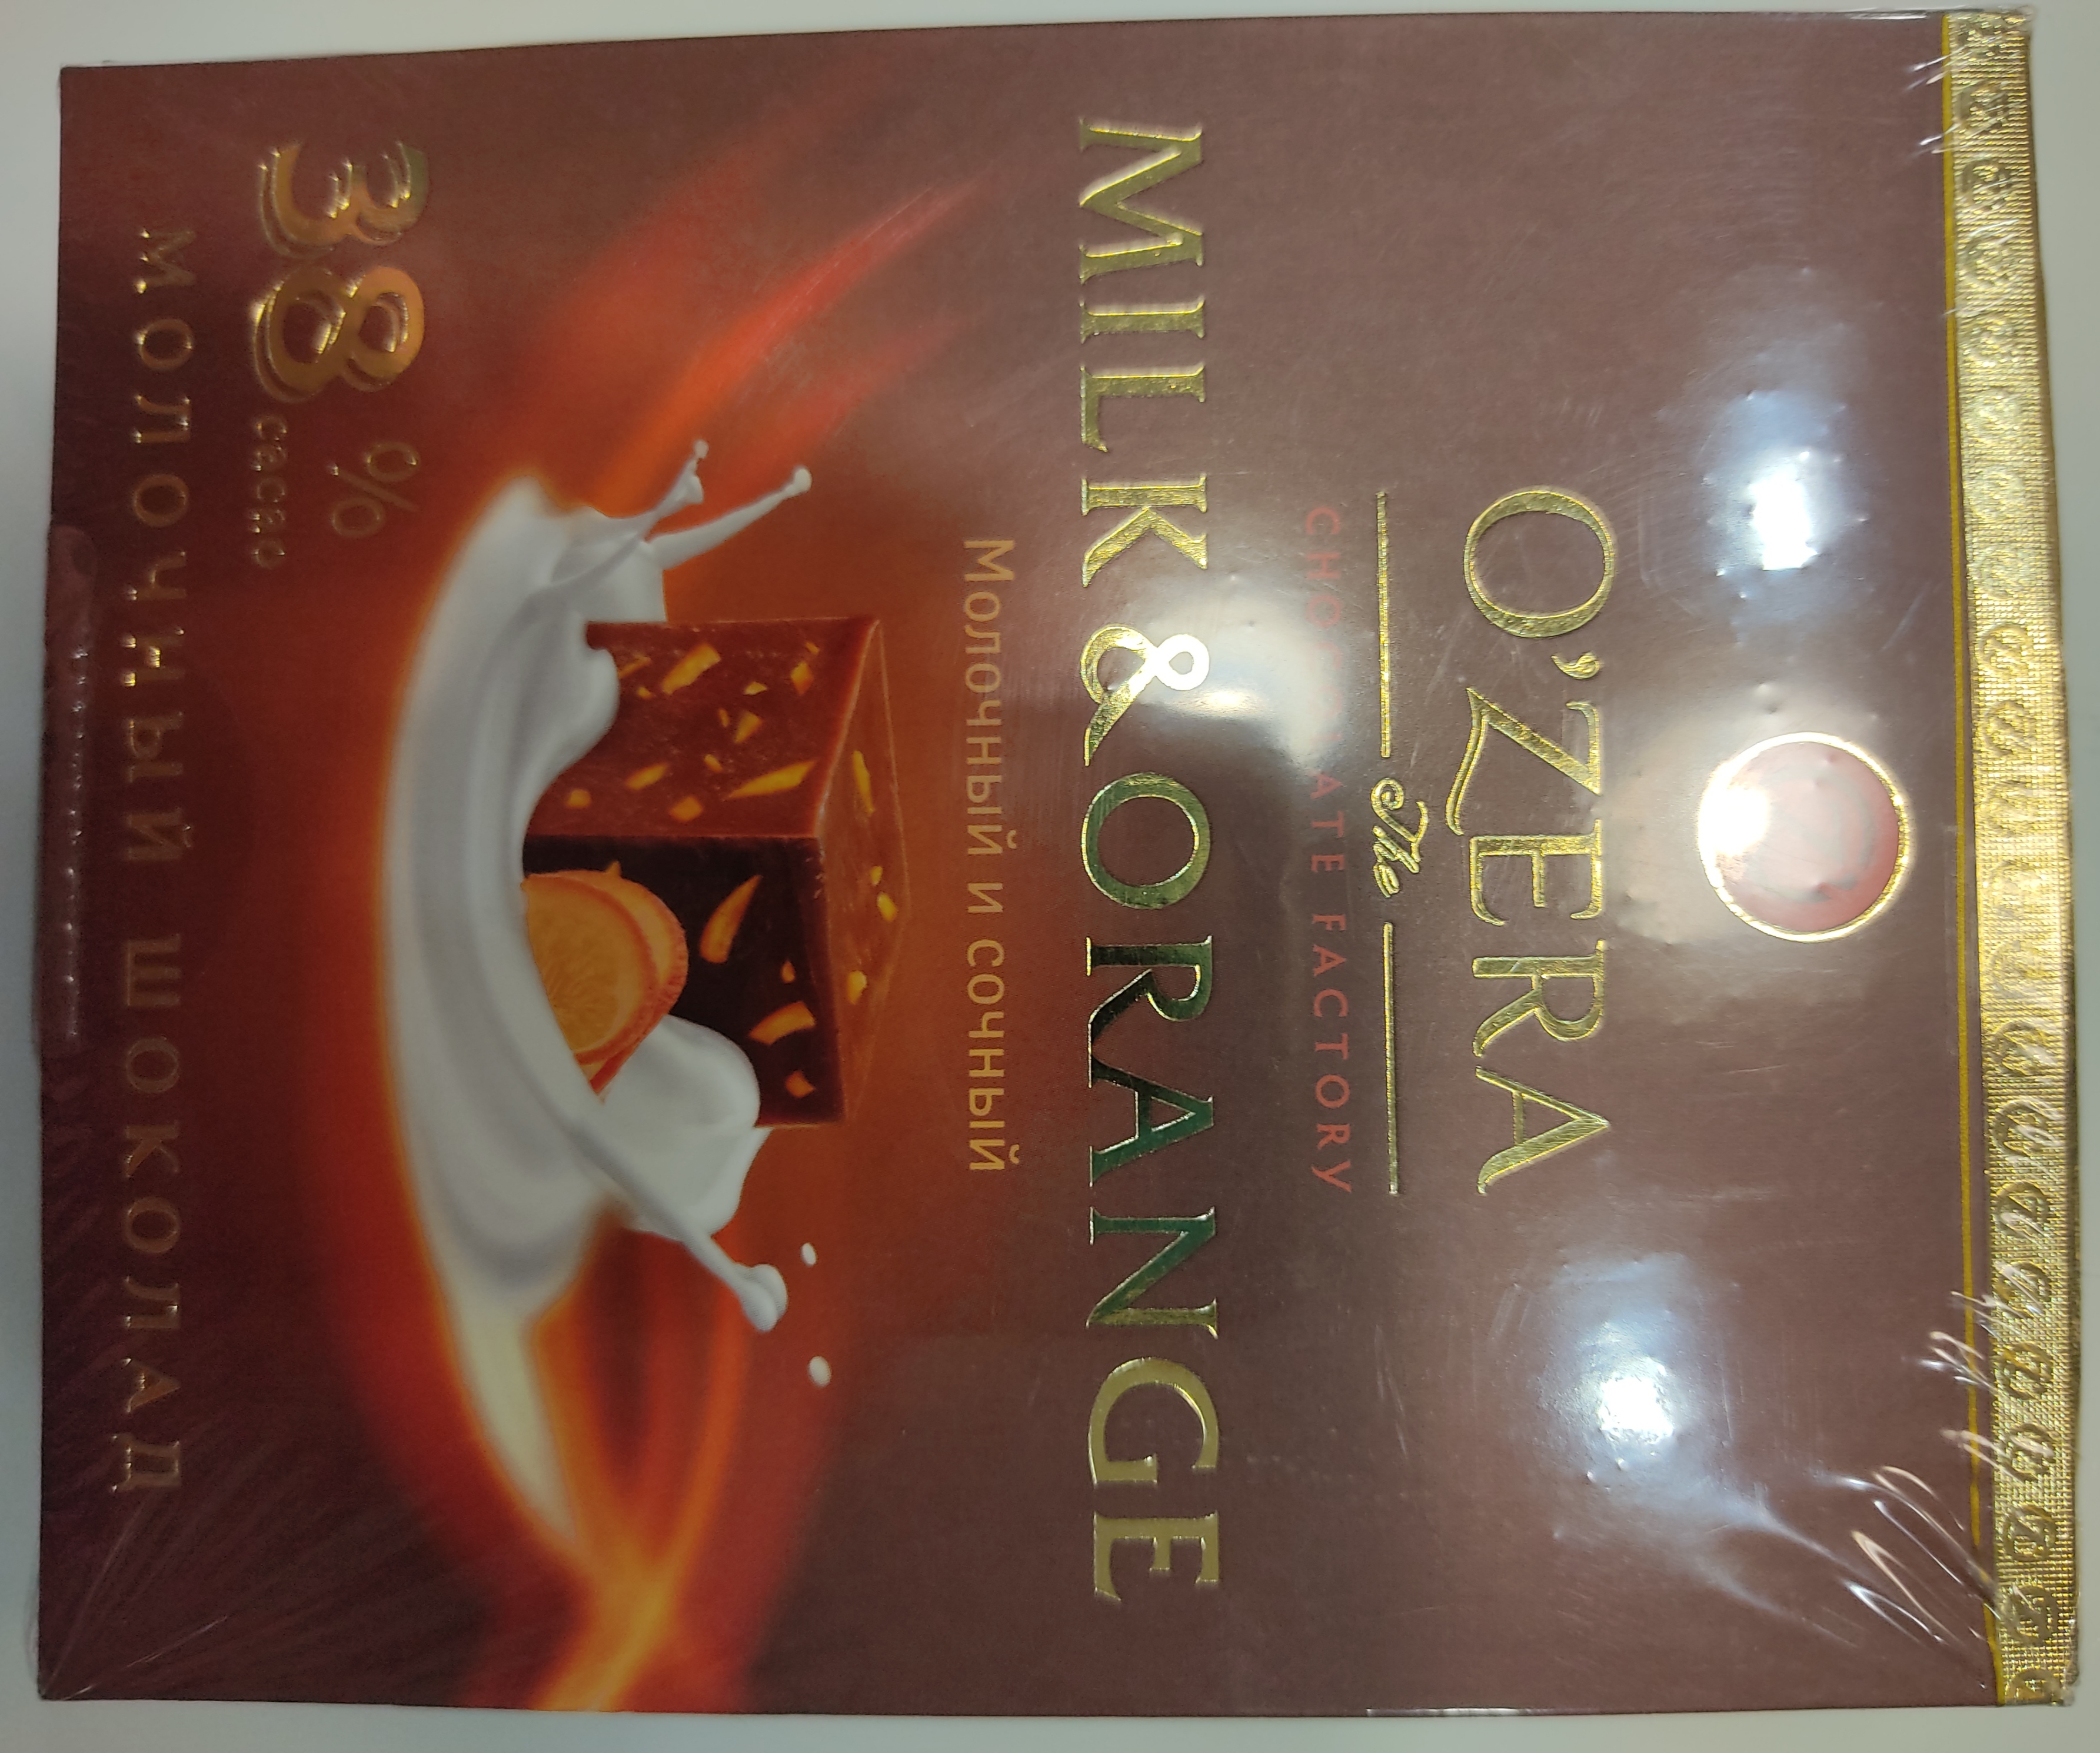 O'ZERA
The
CHOCOLATE FACTORY
MILK & ORANGE
Молочный и сочный
38 %
cacao
МОЛОЧНЫЙ ШОКОЛАД